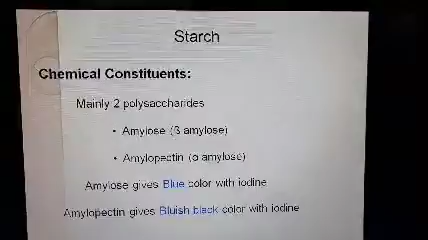 Starch
Chemical Constituents:
Mainly 2 polysaccharides
• Amylose (ß amylose)
• Amylopectin (α amylose)
Amylose gives Blue color with iodine
Amylopectin gives Bluish black color with iodine